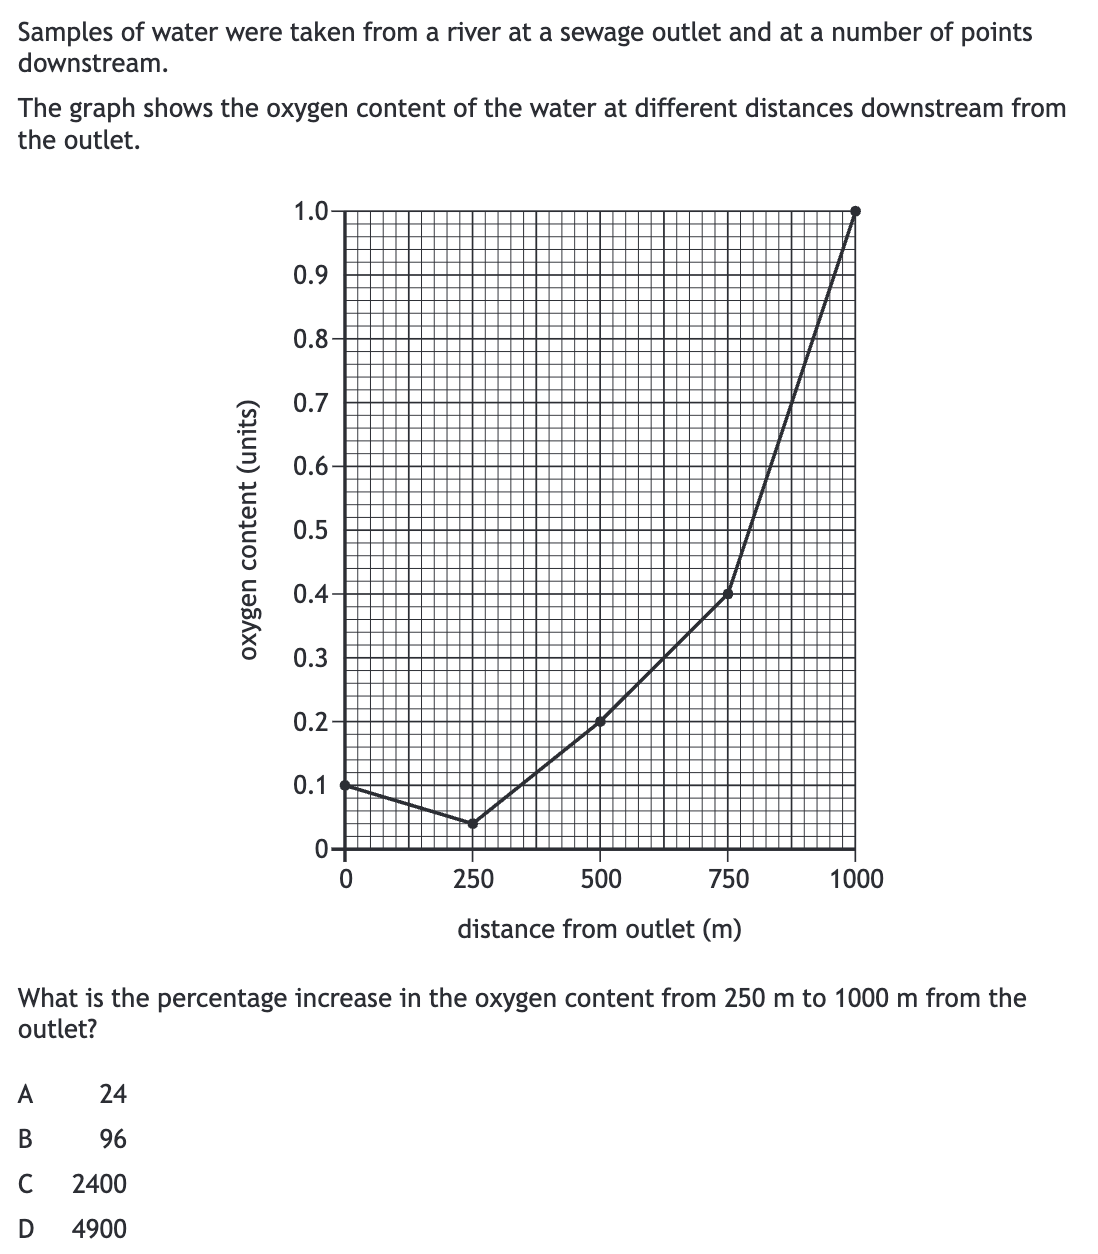 Samples of water were taken from a river at a sewage outlet and at a number of points
downstream.
The graph shows the oxygen content of the water at different distances downstream from
the outlet.
1.0
0.9
0.8
0.7
0.6
0.5
0.4
0.3
0.2
0.1
0
oxygen content (units)
0 250 500 750 1000
distance from outlet (m)
What is the percentage increase in the oxygen content from 250 m to 1000 m from the
outlet?
A 24
B 96
C 2400
D 4900